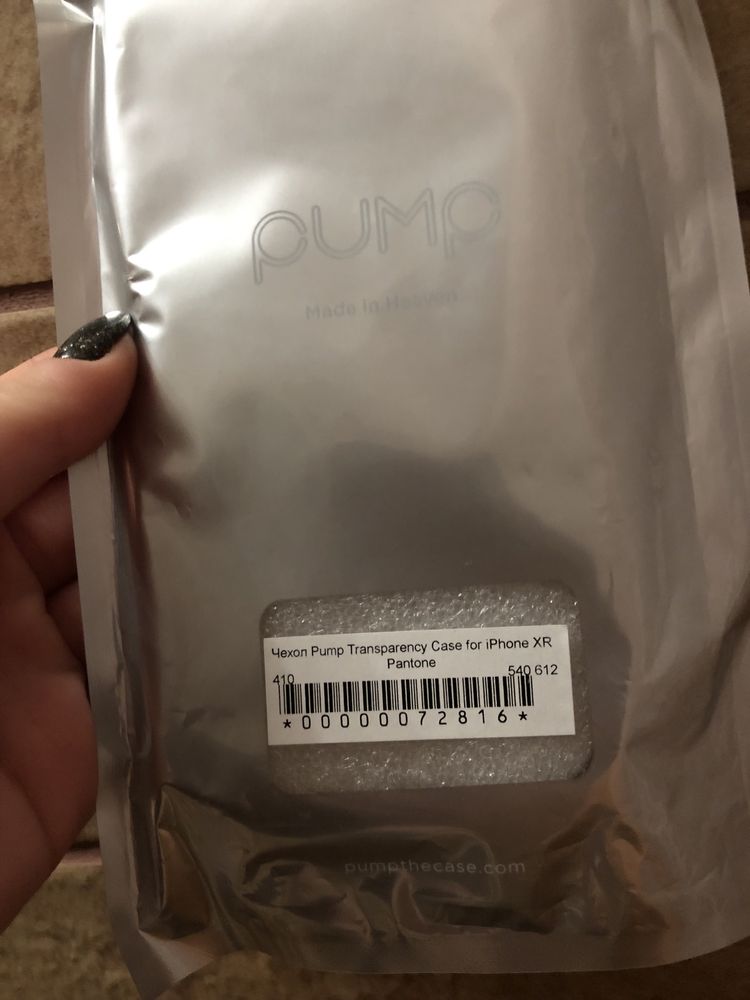 PUMP
Made in Heaven
Чехол Pump Transparency Case for iPhone XR
Pantone
410 540 612
*00000072816*
pumpthecase.com